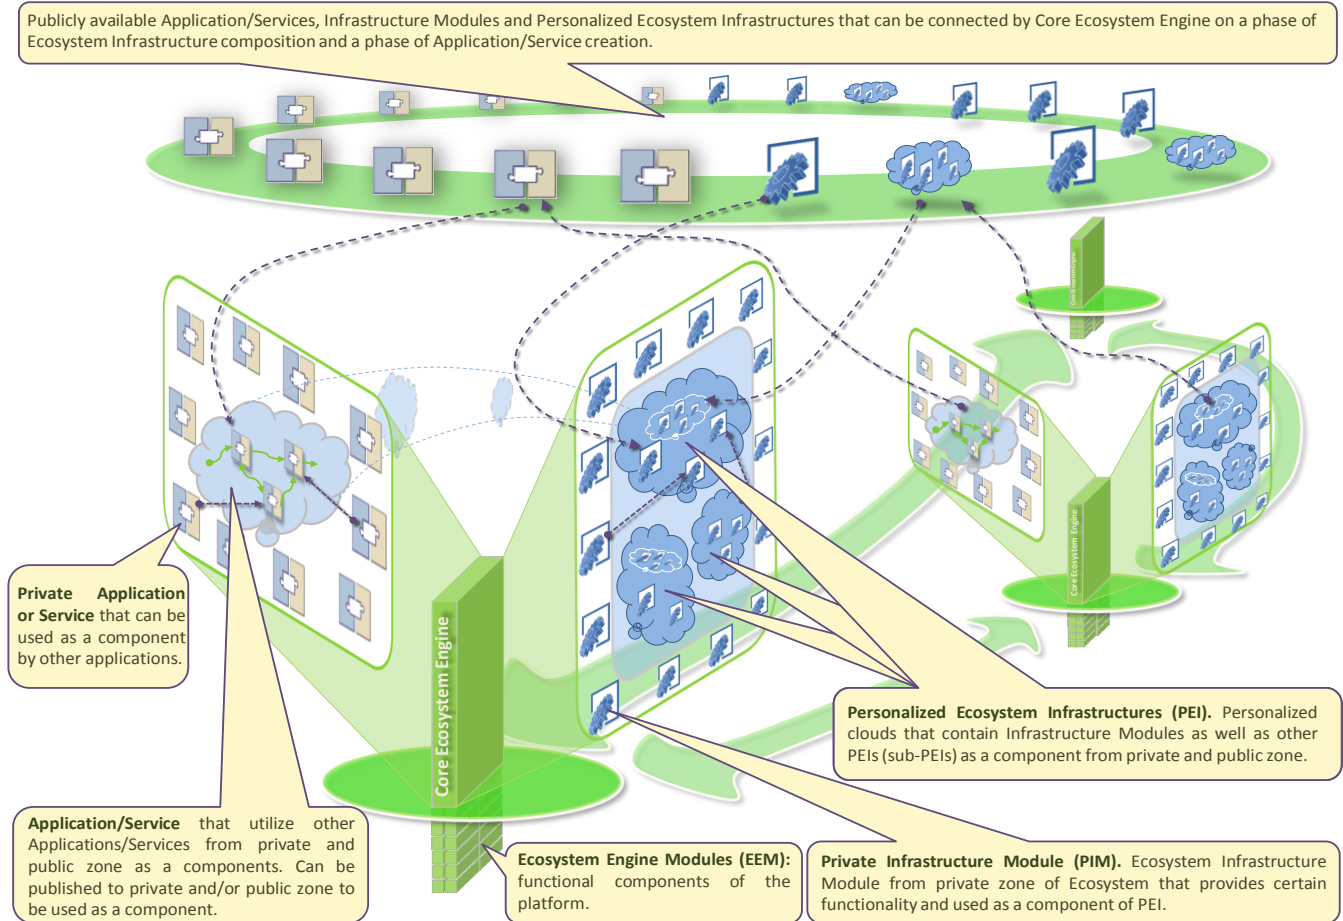 Publicly available Application/Services, Infrastructure Modules and Personalized Ecosystem Infrastructures that can be connected by Core Ecosystem Engine on a phase of
Ecosystem Infrastructure composition and a phase of Application/Service creation.
Core Ecosystem Engine
Core Ecosystem Engine
Core Ecosystem Engine
Private Application
or Service that can be
used as a component
by other applications.
Personalized Ecosystem Infrastructures (PEI). Personalized
clouds that contain Infrastructure Modules as well as other
PEIs (sub-PEIs) as a component from private and public zone.
Application/Service that utilize other
Applications/Services from private and
public zone as a components. Can be
published to private and/or public zone to
be used as a component.
Ecosystem Engine Modules (EEM):
functional components of the
platform.
Private Infrastructure Module (PIM). Ecosystem Infrastructure
Module from private zone of Ecosystem that provides certain
functionality and used as a component of PEI.